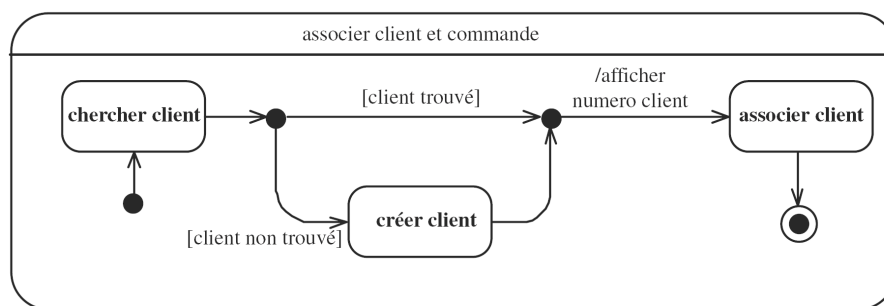 associer client et commande
/afficher
[client trouvé]
numero client
chercher client
associer client
créer client
[client non trouvé]